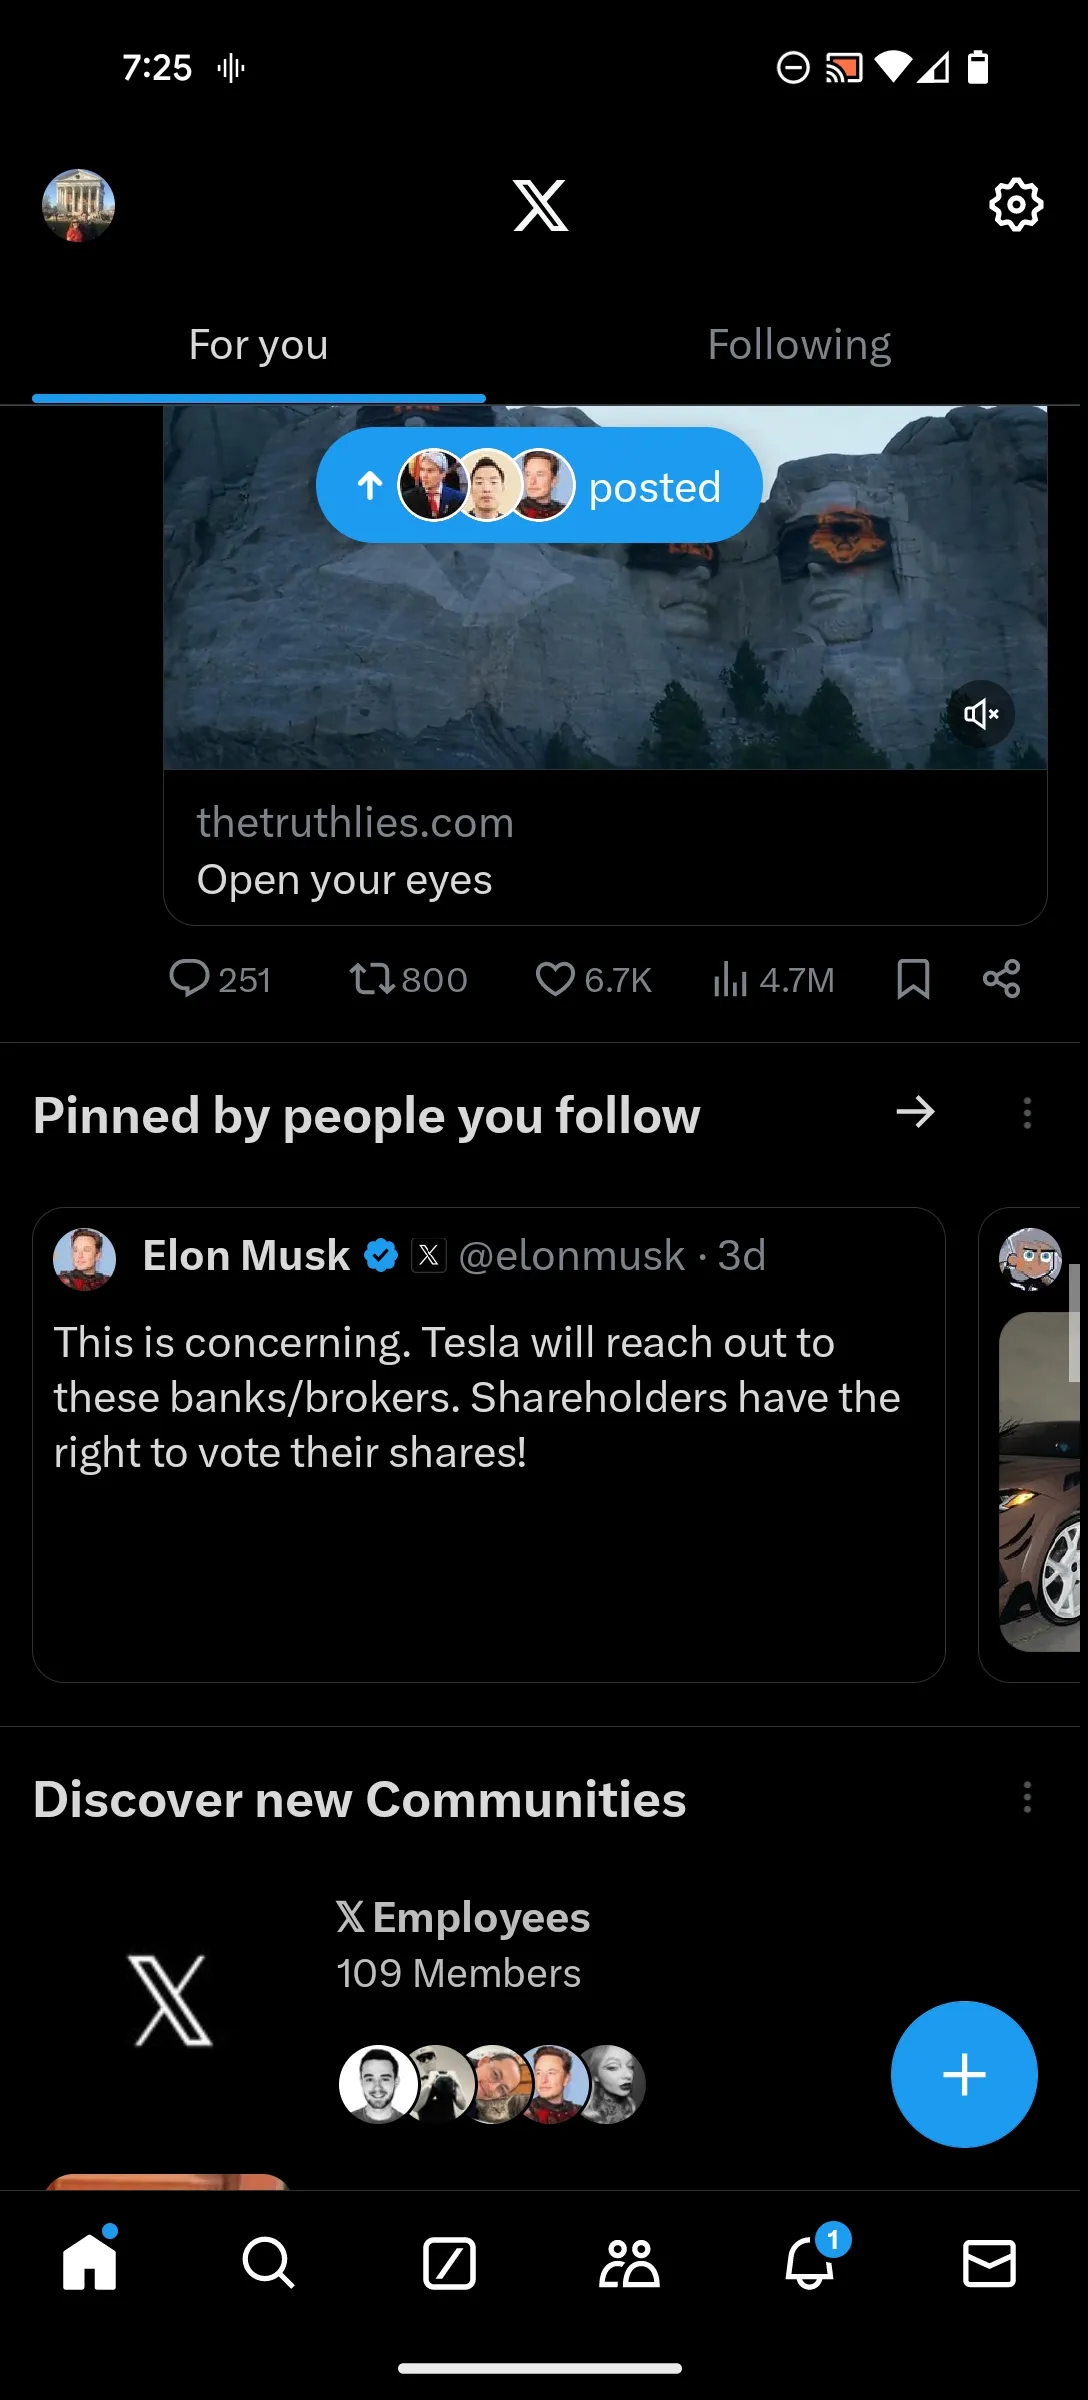 7:25
For you
Following
posted
thetruthlies.com
Open your eyes
251
800
6.7K
4.7M
Pinned by people you follow
Elon Musk @elonmusk · 3d
This is concerning. Tesla will reach out to
these banks/brokers. Shareholders have the
right to vote their shares!
Discover new Communities
𝕏 Employees
109 Members
1